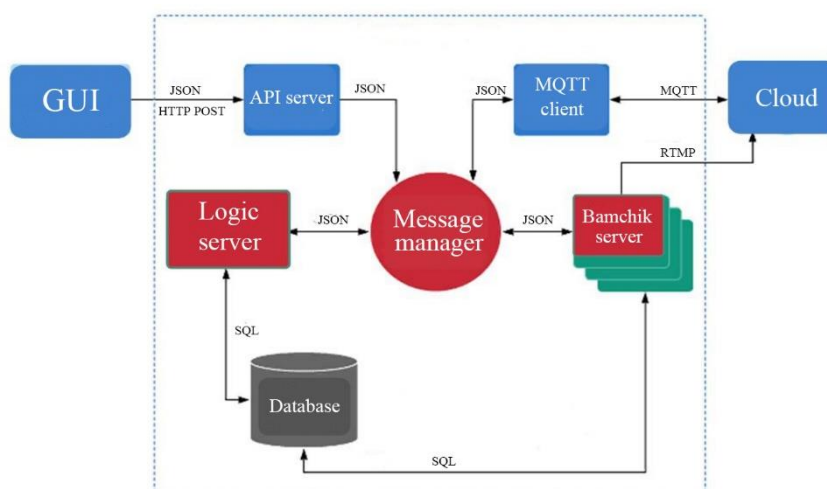 GUI
JSON
HTTP POST
API server
JSON
JSON
MQTT
client
MQTT
Cloud
RTMP
Logic
server
JSON
Message
manager
JSON
Bamchik
server
SQL
Database
SQL